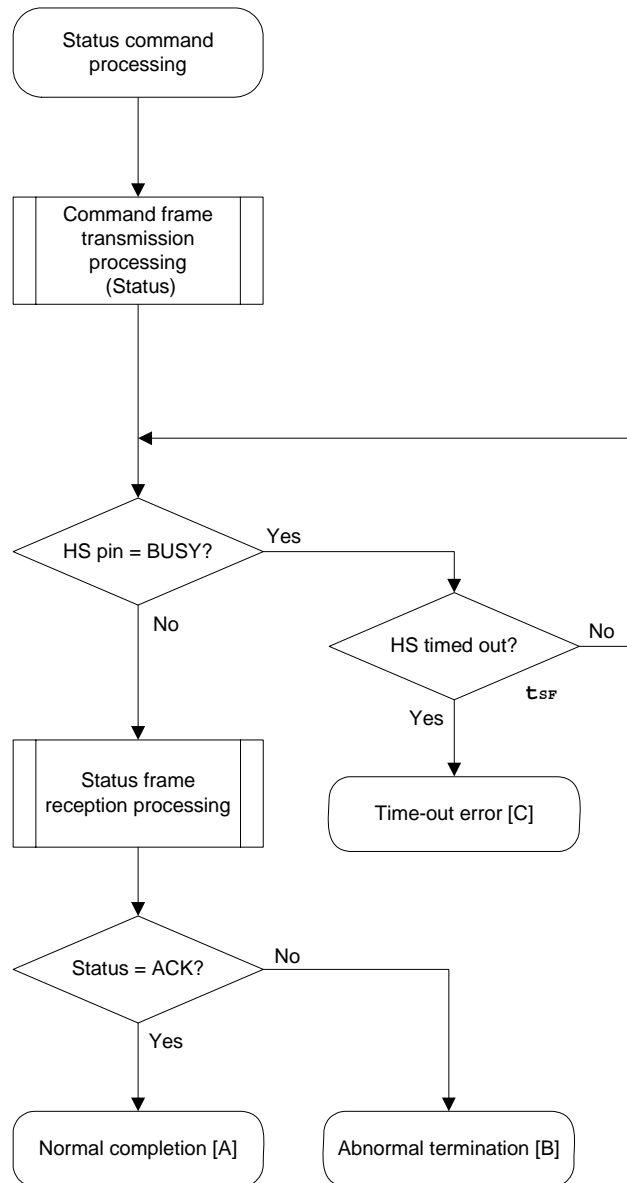 Status command
processing
Command frame
transmission
processing
(Status)
HS pin = BUSY?
Yes
No
HS timed out?
No
tSF
Yes
Status frame
reception processing
Time-out error [C]
Status = ACK?
No
Yes
Normal completion [A]
Abnormal termination [B]